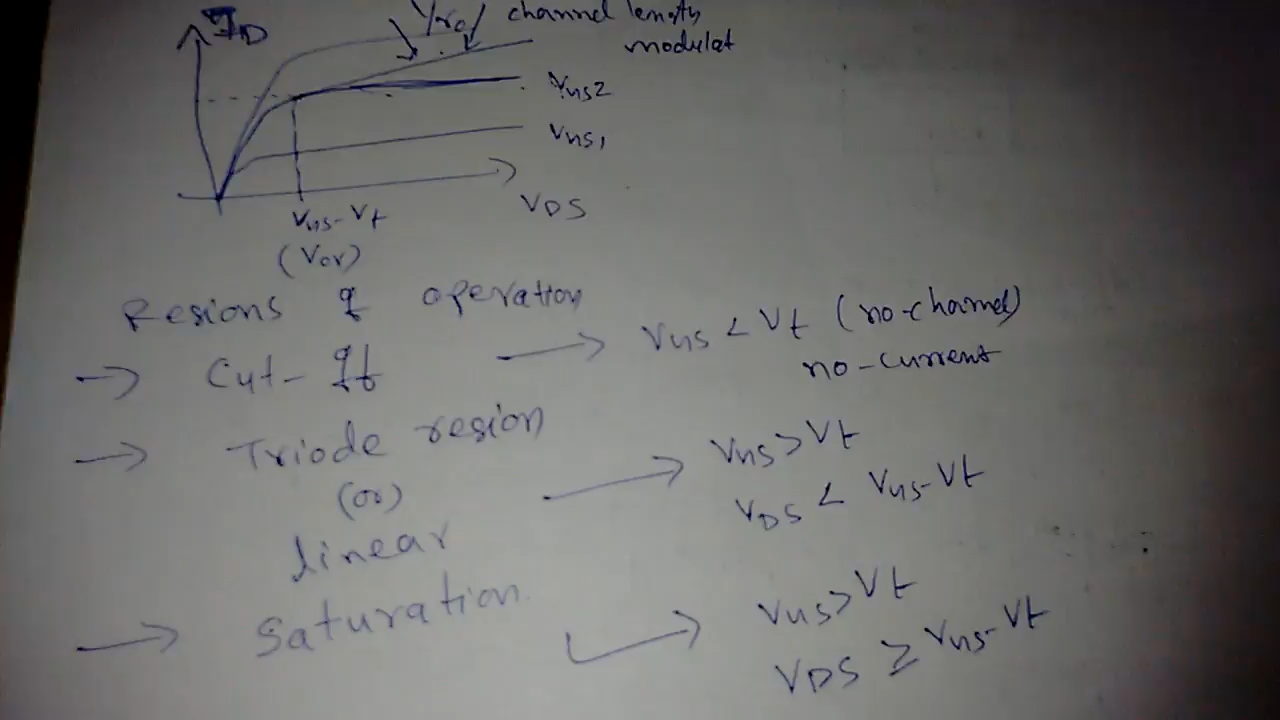 I_D
1/ro channel length
modulat
VGS2
VGS1
VGS-Vt
VDS
(Vov)
Regions of operation
→ Cut-off → VGS < Vt (no-channel)
no-current
→ Triode region → VGS > Vt
(or) VDS < VGS-Vt
linear
→ Saturation → VGS > Vt
VDS ≥ VGS-Vt